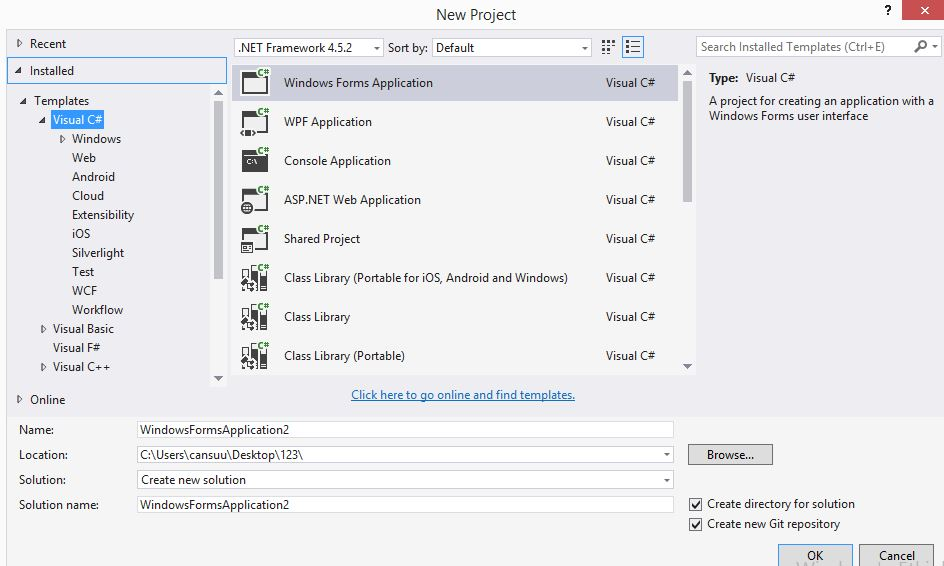 New Project
?
Recent
.NET Framework 4.5.2
Sort by:
Default
Search Installed Templates (Ctrl+E)
Installed
Templates
Visual C#
Windows
Web
Android
Cloud
Extensibility
iOS
Silverlight
Test
WCF
Workflow
Visual Basic
Visual F#
Visual C++
Online
Windows Forms Application Visual C#
WPF Application Visual C#
Console Application Visual C#
ASP.NET Web Application Visual C#
Shared Project Visual C#
Class Library (Portable for iOS, Android and Windows) Visual C#
Class Library Visual C#
Class Library (Portable) Visual C#
Click here to go online and find templates.
Type: Visual C#
A project for creating an application with a
Windows Forms user interface
Name: WindowsFormsApplication2
Location: C:\Users\cansuu\Desktop\123\ Browse...
Solution: Create new solution
Solution name: WindowsFormsApplication2
Create directory for solution
Create new Git repository
OK Cancel